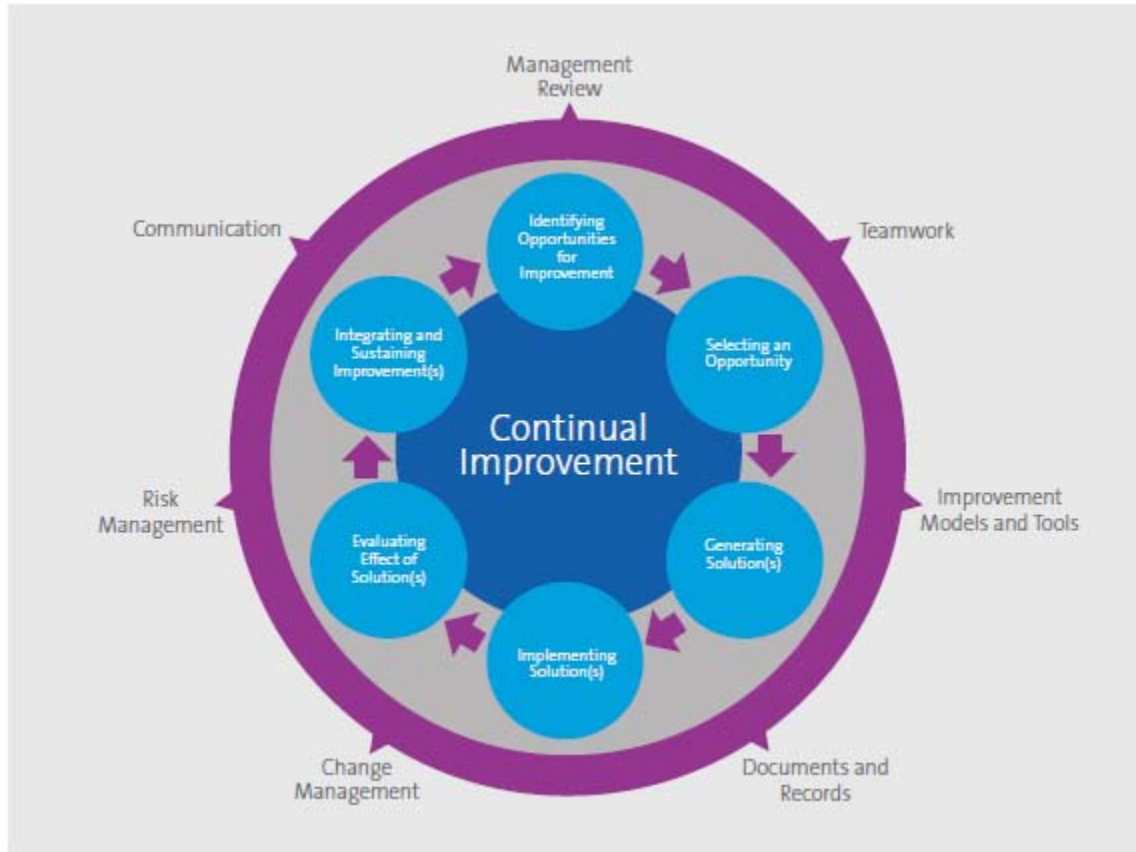 Management
Review
Communication
Teamwork
Identifying
Opportunities
for
Improvement
Integrating and
Sustaining
Improvement(s)
Selecting an
Opportunity
Continual
Improvement
Risk
Management
Improvement
Models and Tools
Evaluating
Effect of
Solution(s)
Generating
Solution(s)
Implementing
Solution(s)
Change
Management
Documents and
Records